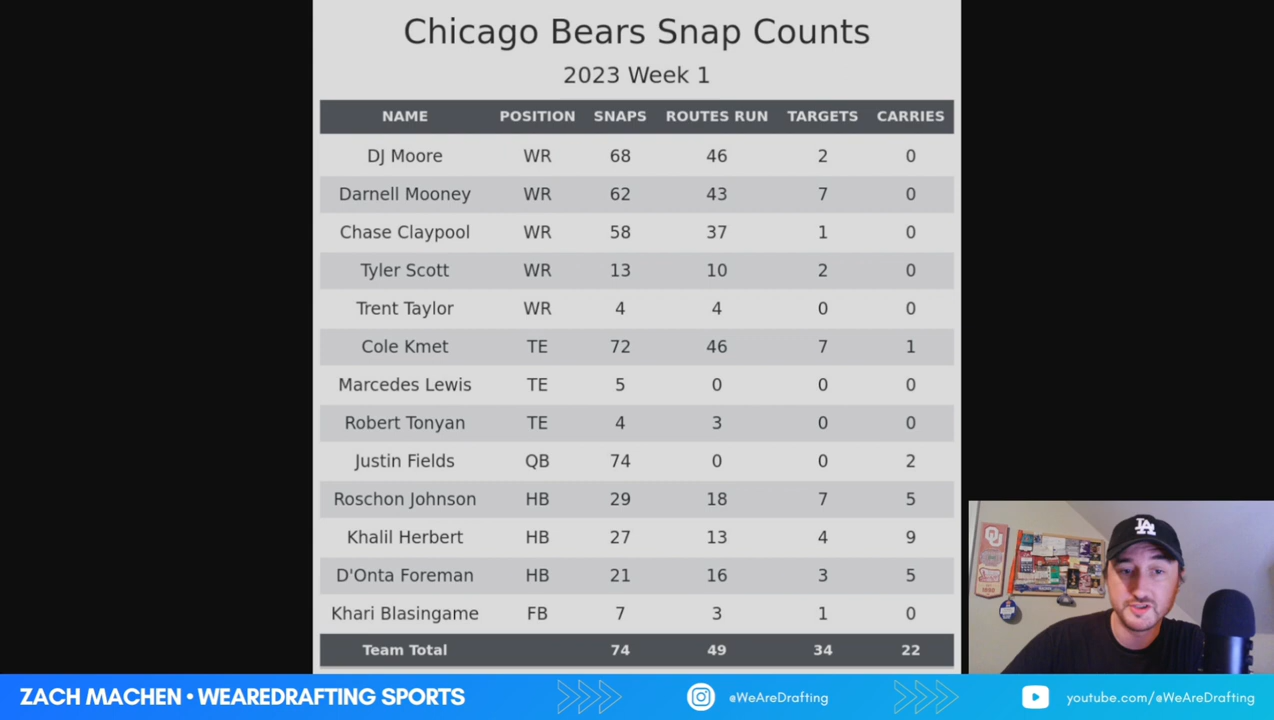 Chicago Bears Snap Counts
2023 Week 1
NAME POSITION SNAPS ROUTES RUN TARGETS CARRIES
DJ Moore WR 68 46 2 0
Darnell Mooney WR 62 43 7 0
Chase Claypool WR 58 37 1 0
Tyler Scott WR 13 10 2 0
Trent Taylor WR 4 4 0 0
Cole Kmet TE 72 46 7 1
Marcedes Lewis TE 5 0 0 0
Robert Tonyan TE 4 3 0 0
Justin Fields QB 74 0 0 2
Roschon Johnson HB 29 18 7 5
Khalil Herbert HB 27 13 4 9
D'Onta Foreman HB 21 16 3 5
Khari Blasingame FB 7 3 1 0
Team Total 74 49 34 22
LA
ZACH MACHEN • WEAREDRAFTING SPORTS
@WeAreDrafting
youtube.com/@WeAreDrafting